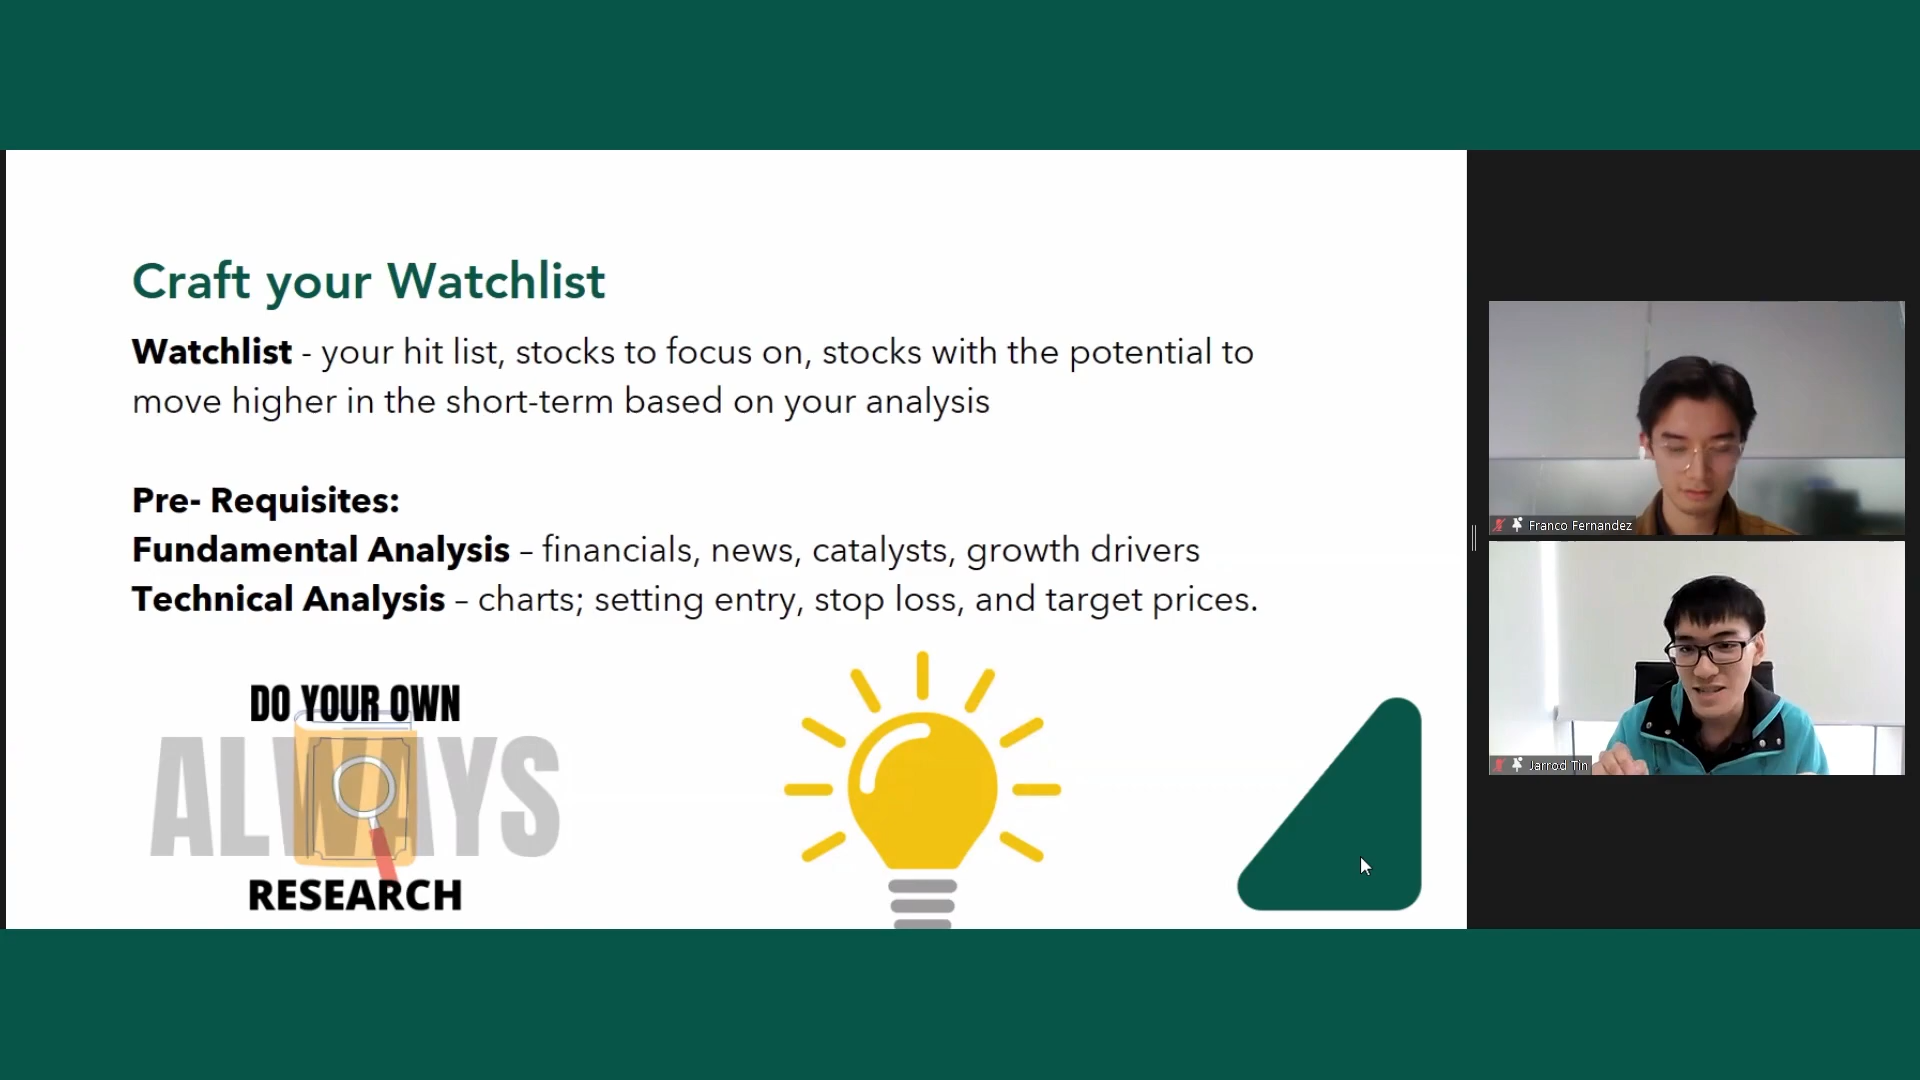 Craft your Watchlist
Watchlist - your hit list, stocks to focus on, stocks with the potential to
move higher in the short-term based on your analysis
Pre- Requisites:
Fundamental Analysis – financials, news, catalysts, growth drivers
Technical Analysis – charts; setting entry, stop loss, and target prices.
DO YOUR OWN
ALWAYS
RESEARCH
Franco Fernandez
Jarrod Tin